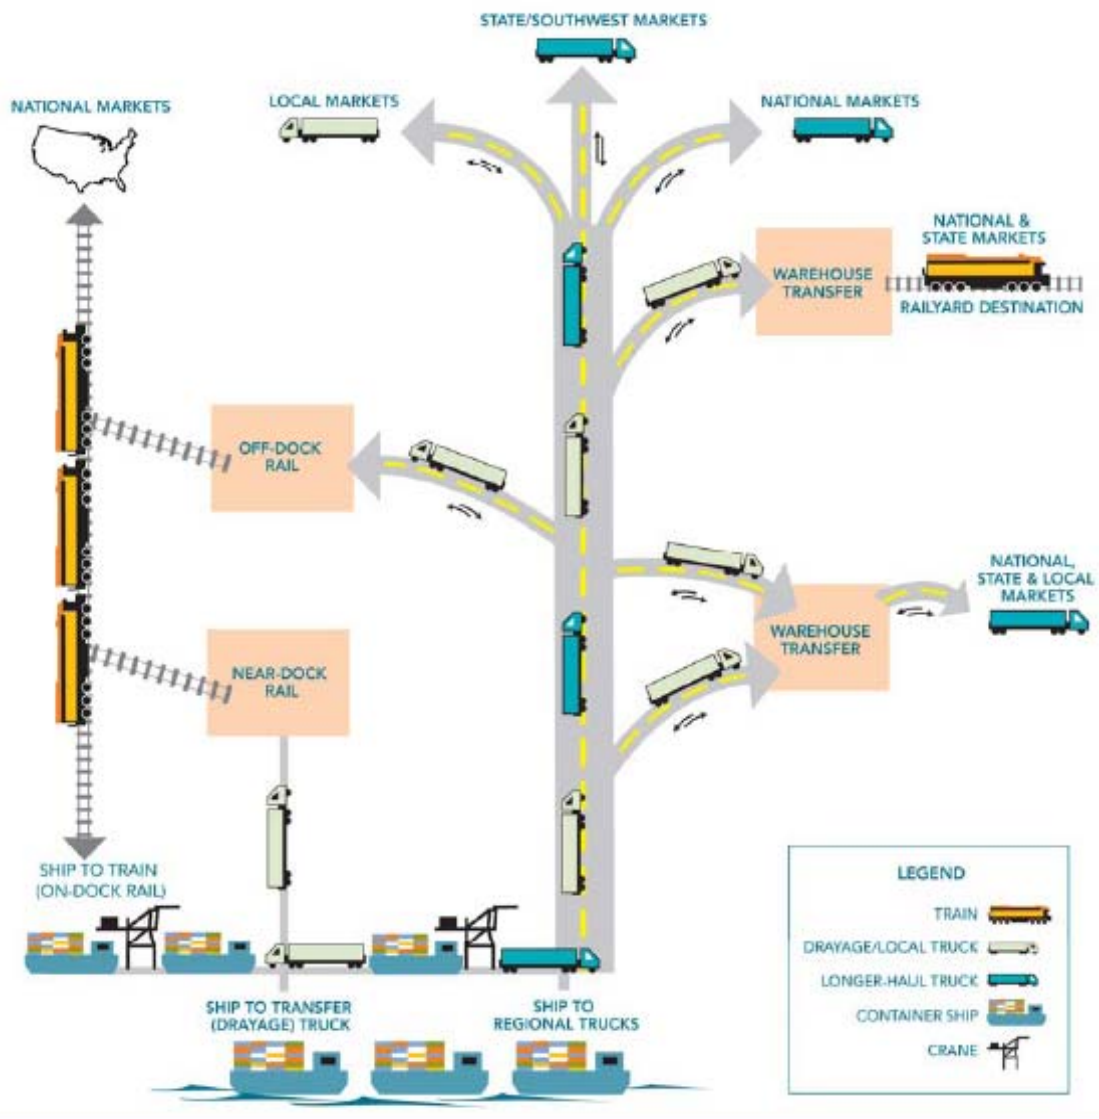 STATE/SOUTHWEST MARKETS
NATIONAL MARKETS
LOCAL MARKETS
NATIONAL MARKETS
NATIONAL &
STATE MARKETS
WAREHOUSE
TRANSFER
RAILYARD DESTINATION
OFF-DOCK
RAIL
NATIONAL,
STATE & LOCAL
MARKETS
WAREHOUSE
TRANSFER
NEAR-DOCK
RAIL
SHIP TO TRAIN
(ON-DOCK RAIL)
LEGEND
TRAIN
DRAYAGE/LOCAL TRUCK
LONGER-HAUL TRUCK
CONTAINER SHIP
CRANE
SHIP TO TRANSFER
(DRAYAGE) TRUCK
SHIP TO
REGIONAL TRUCKS